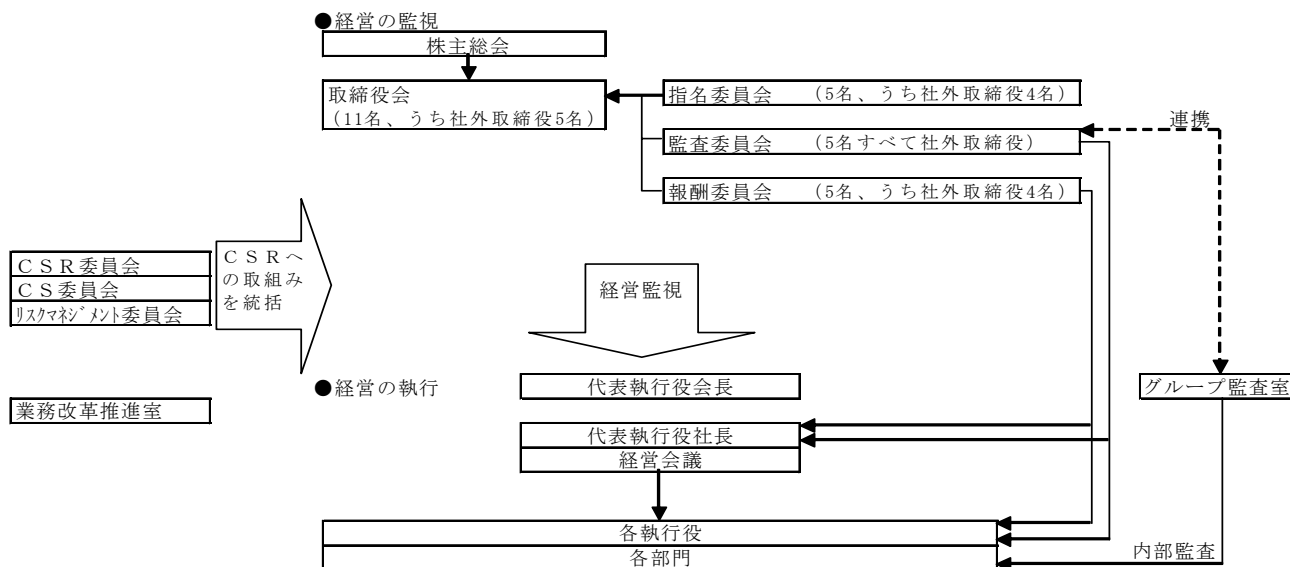 ●経営の監視
株主総会
取締役会
(11名、うち社外取締役5名)
指名委員会　(5名、うち社外取締役4名)
監査委員会　(5名すべて社外取締役)
報酬委員会　(5名、うち社外取締役4名)
連携
CSR委員会
CS委員会
ﾘｽｸﾏﾈｼﾞﾒﾝﾄ委員会
CSRへ
の取組み
を統括
経営監視
●経営の執行
代表執行役会長
グループ監査室
業務改革推進室
代表執行役社長
経営会議
各執行役
各部門
内部監査